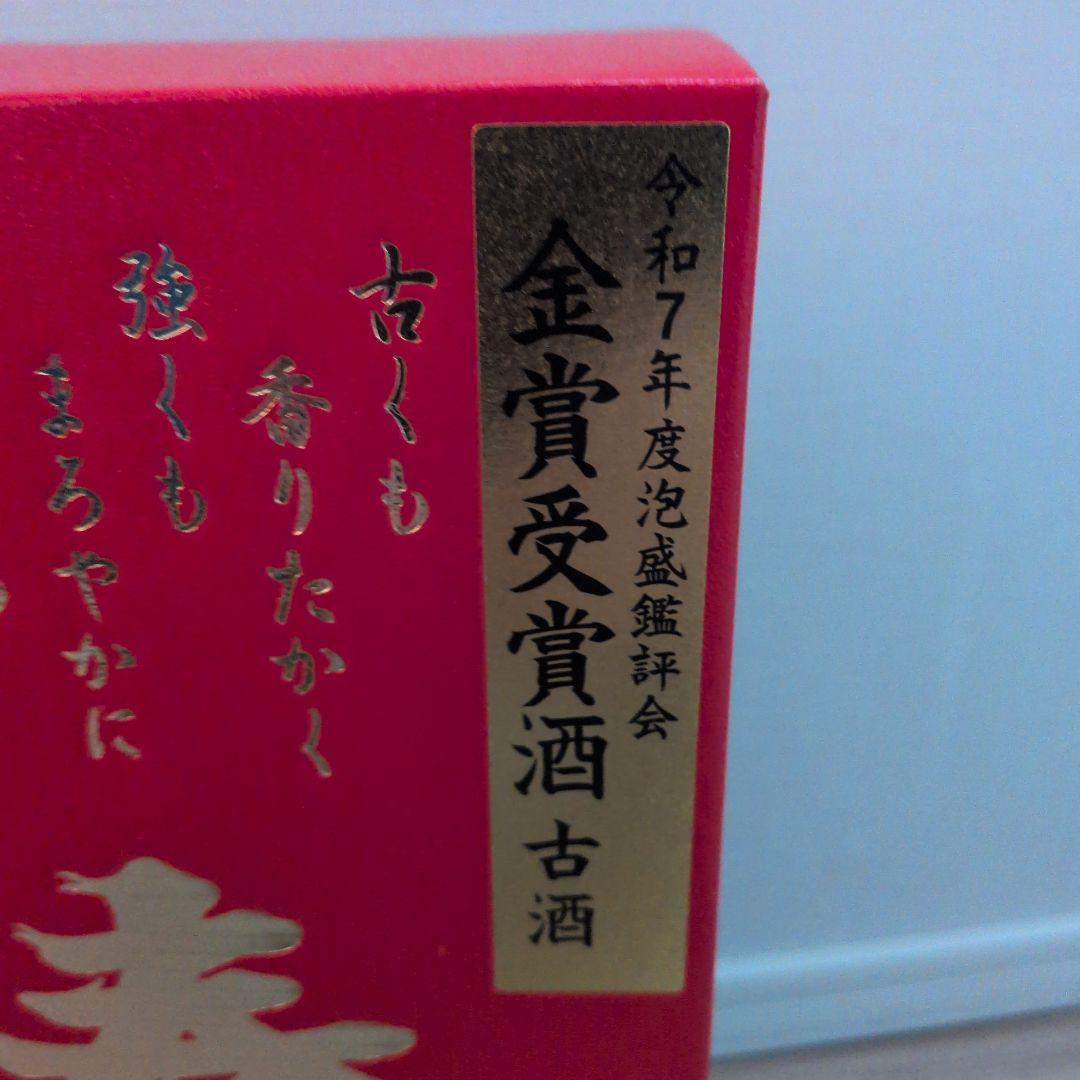 令和7年度泡盛鑑評会
金賞受賞酒 古酒
古くも
香りたかく
強くも
まろやかに